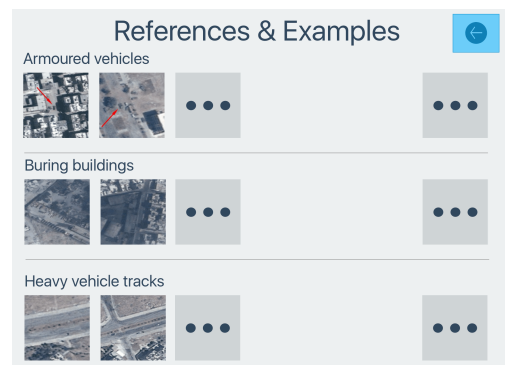 References & Examples
Armoured vehicles
Buring buildings
Heavy vehicle tracks